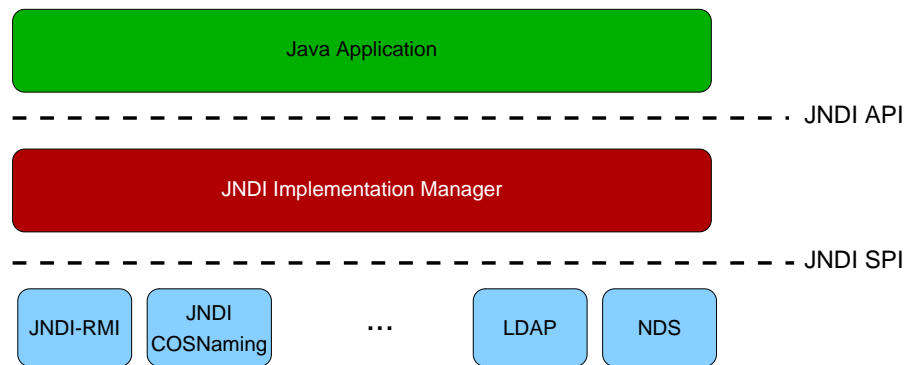 Java Application
JNDI API
JNDI Implementation Manager
JNDI SPI
JNDI-RMI
JNDI
COSNaming
...
LDAP
NDS